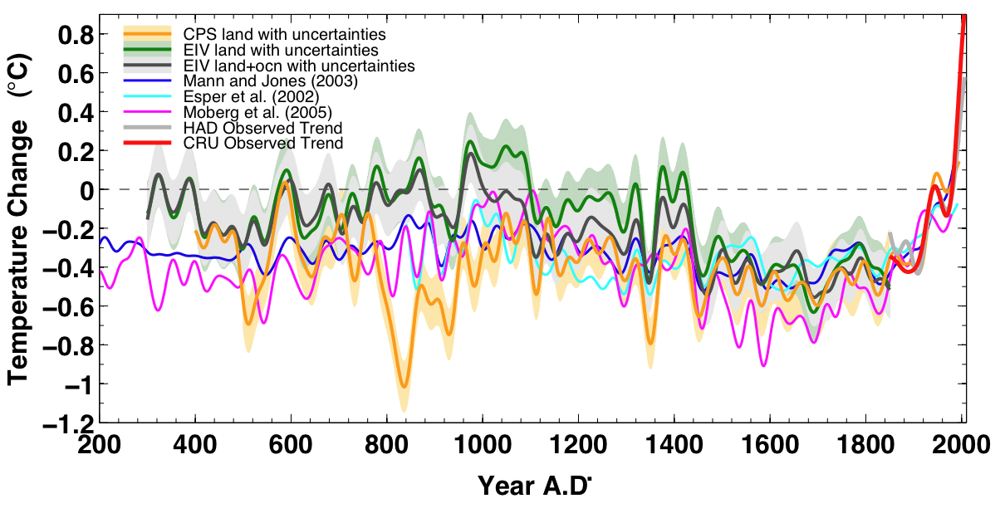 CPS land with uncertainties
EIV land with uncertainties
EIV land+ocn with uncertainties
Mann and Jones (2003)
Esper et al. (2002)
Moberg et al. (2005)
HAD Observed Trend
CRU Observed Trend
Temperature Change (°C)
0.8
0.6
0.4
0.2
0
−0.2
−0.4
−0.6
−0.8
−1
−1.2
200 400 600 800 1000 1200 1400 1600 1800 2000
Year A.D.